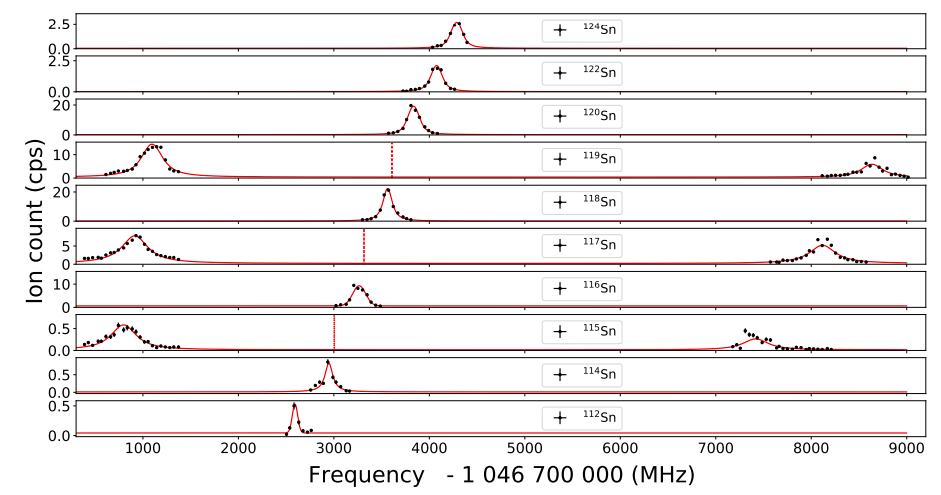 2.5
0.0
¹²⁴Sn
2.5
0.0
¹²²Sn
20
0
¹²⁰Sn
10
0
¹¹⁹Sn
20
0
¹¹⁸Sn
5
0
¹¹⁷Sn
10
0
¹¹⁶Sn
0.5
0.0
¹¹⁵Sn
0.5
0.0
¹¹⁴Sn
0.5
0.0
¹¹²Sn
Ion count (cps)
1000 2000 3000 4000 5000 6000 7000 8000 9000
Frequency - 1 046 700 000 (MHz)